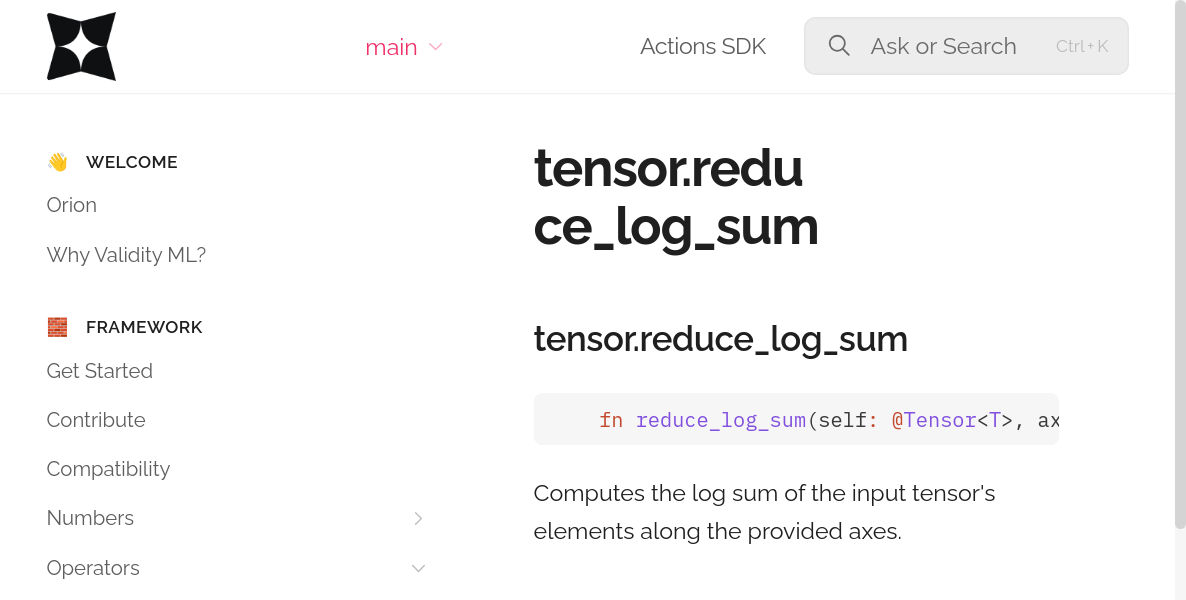 main
Actions SDK
Ask or Search
Ctrl + K
👋 WELCOME
Orion
Why Validity ML?
🧱 FRAMEWORK
Get Started
Contribute
Compatibility
Numbers
Operators
tensor.redu
ce_log_sum
tensor.reduce_log_sum
fn reduce_log_sum(self: @Tensor<T>, ax
Computes the log sum of the input tensor's
elements along the provided axes.